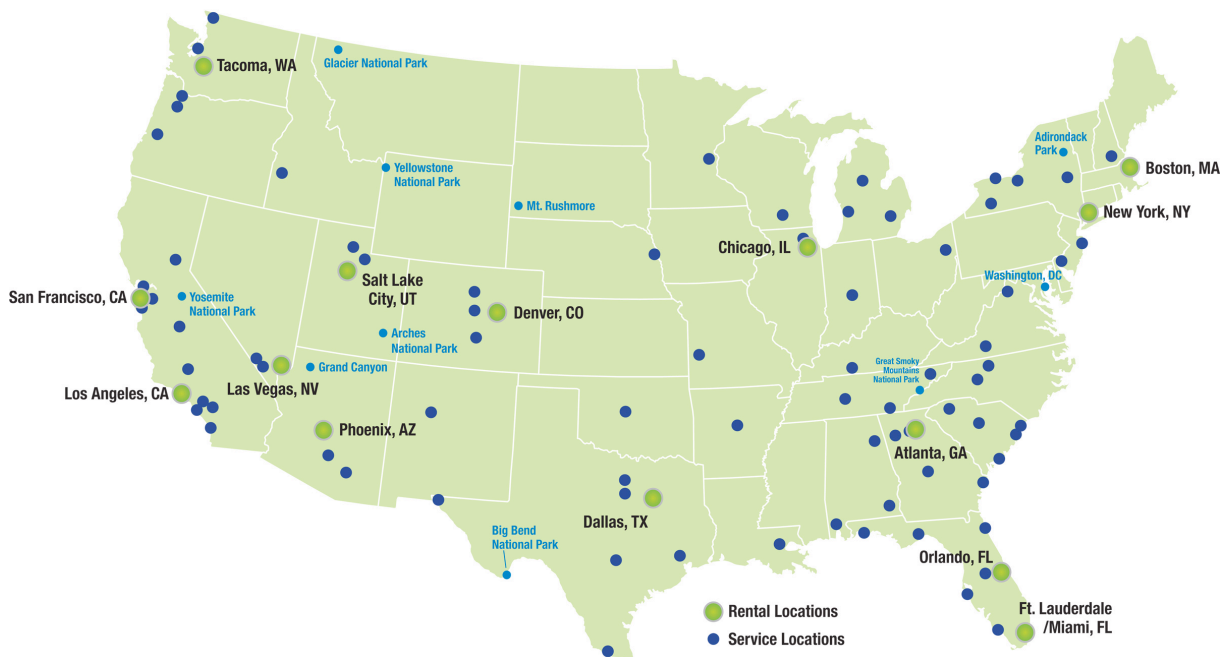 Tacoma, WA
Glacier National Park
Adirondack
Park
Boston, MA
Yellowstone
National Park
Mt. Rushmore
New York, NY
Chicago, IL
Salt Lake
City, UT
Washington, DC
San Francisco, CA
Yosemite
National Park
Denver, CO
Arches
National Park
Great Smoky
Mountains
National Park
Grand Canyon
Las Vegas, NV
Los Angeles, CA
Phoenix, AZ
Atlanta, GA
Dallas, TX
Big Bend
National Park
Orlando, FL
Ft. Lauderdale
/Miami, FL
Rental Locations
Service Locations